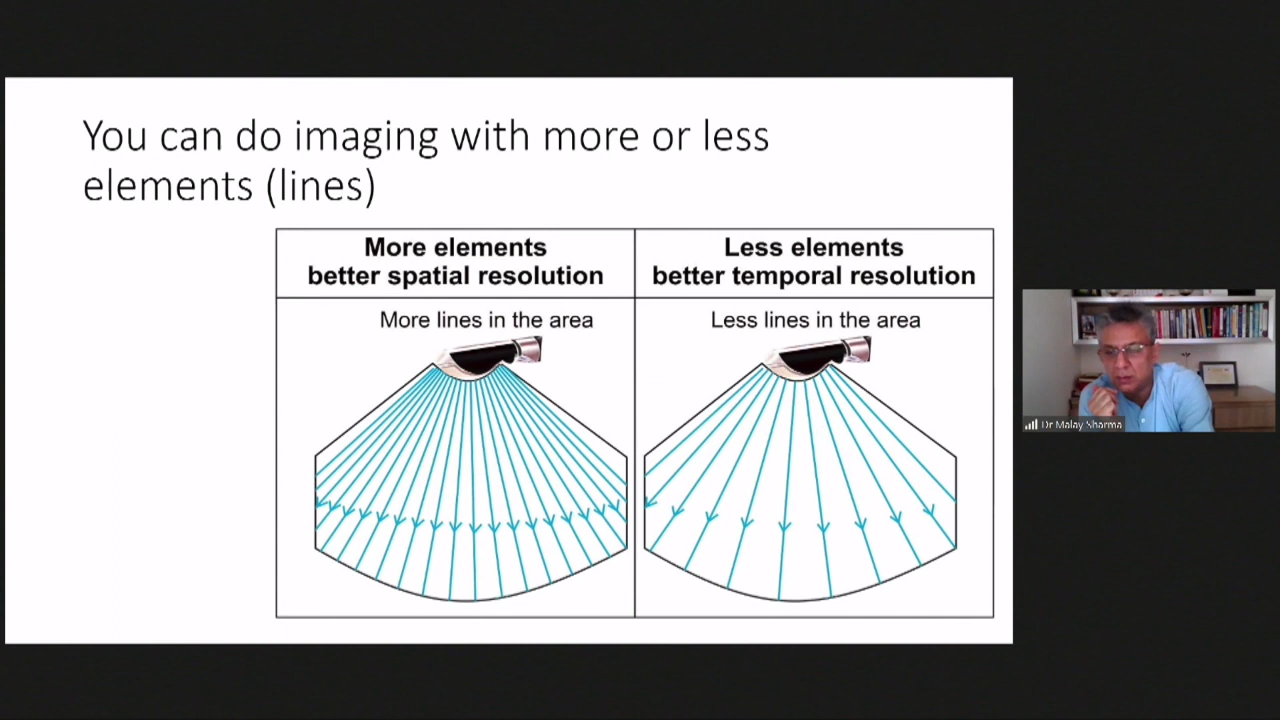 You can do imaging with more or less
elements (lines)
More elements
better spatial resolution
Less elements
better temporal resolution
More lines in the area
Less lines in the area
Dr Malay Sharma